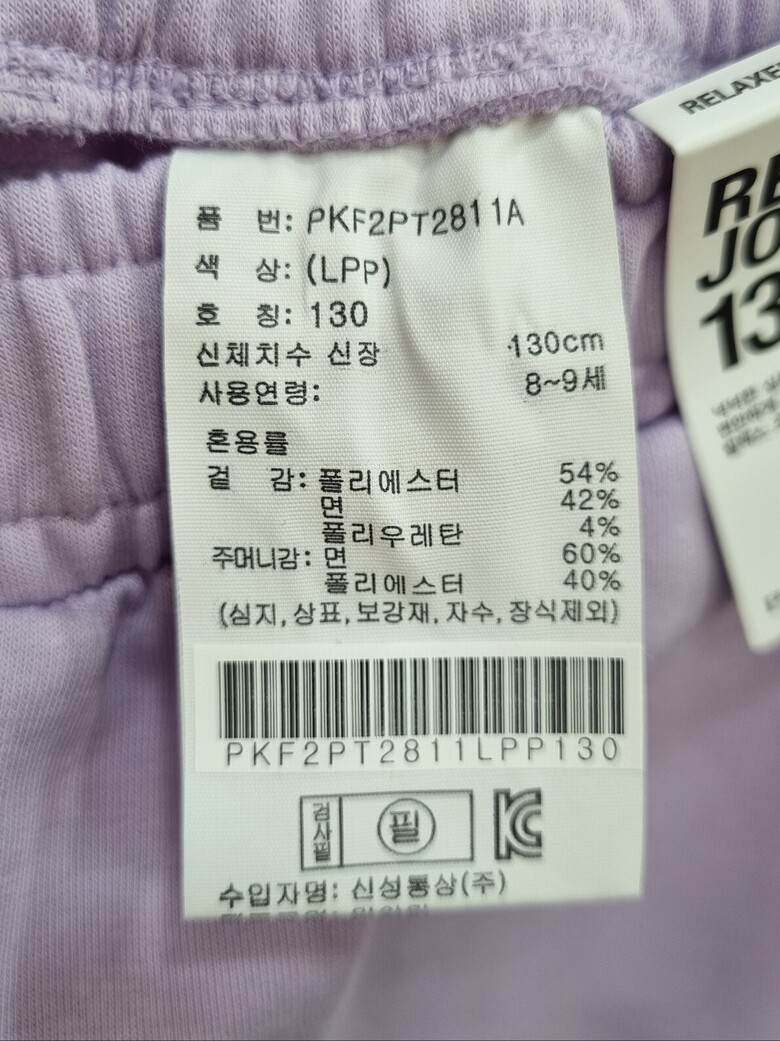 품 번: PKF2PT2811A
색 상: (LPP)
호 칭: 130
신체치수 신장 130cm
사용연령: 8~9세
혼용률
겉 감: 폴리에스터 54%
면 42%
폴리우레탄 4%
주머니감: 면 60%
폴리에스터 40%
(심지, 상표, 보강재, 자수, 장식제외)
PKF2PT2811LPP130
검사필 필 KC
수입자명: 신성통상(주)